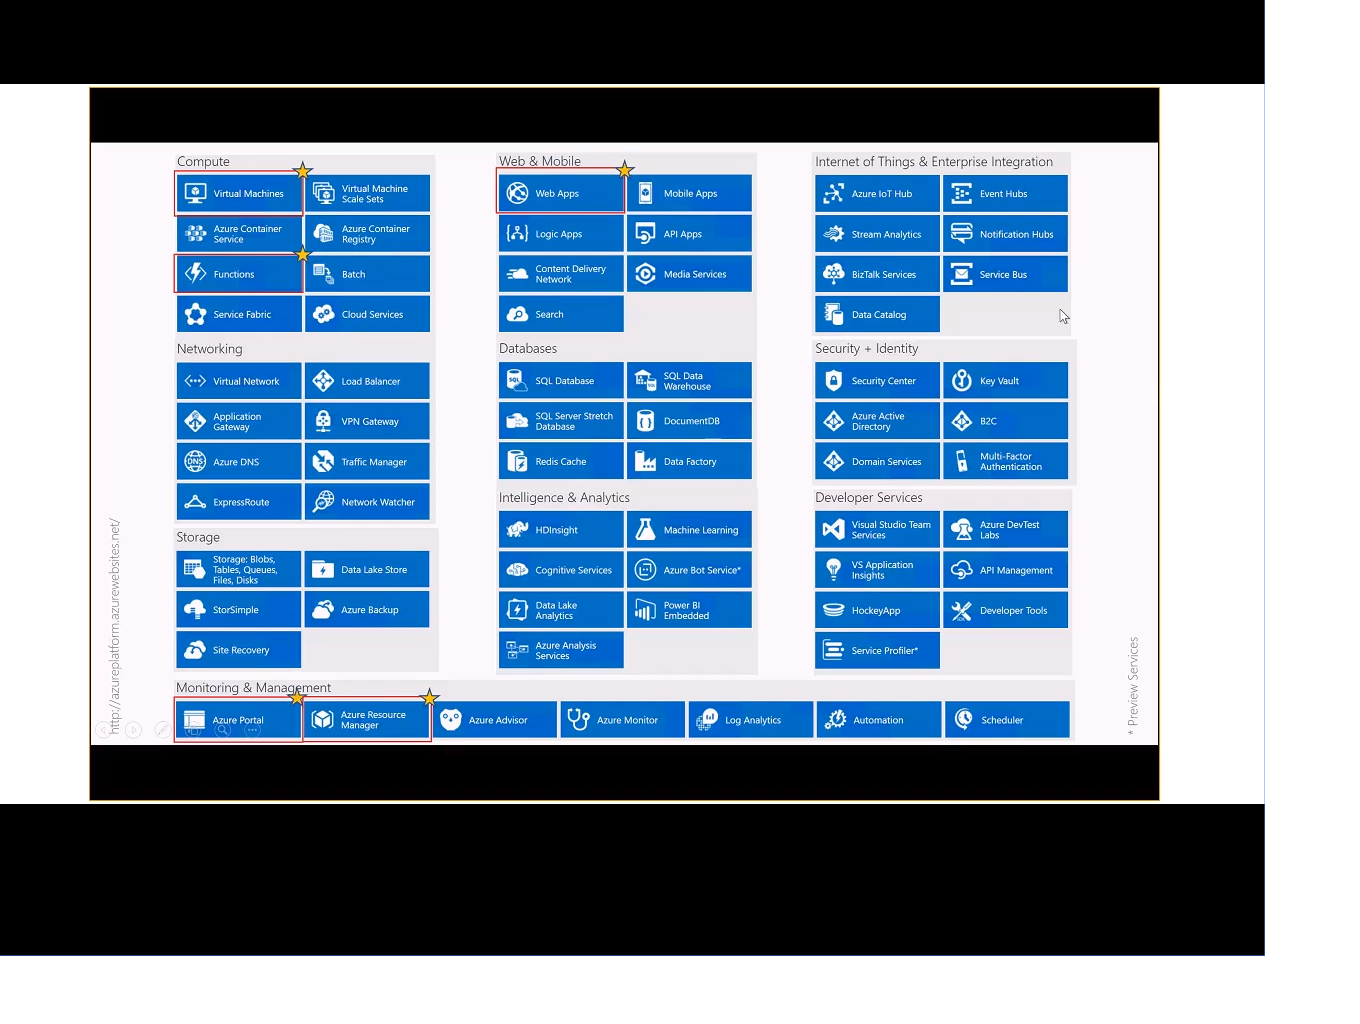 Compute
Virtual Machines
Virtual Machine
Scale Sets
Azure Container
Service
Azure Container
Registry
Functions
Batch
Service Fabric
Cloud Services
Networking
Virtual Network
Load Balancer
Application
Gateway
VPN Gateway
Azure DNS
Traffic Manager
ExpressRoute
Network Watcher
Storage
Storage: Blobs,
Tables, Queues,
Files, Disks
Data Lake Store
StorSimple
Azure Backup
Site Recovery
Web & Mobile
Web Apps
Mobile Apps
Logic Apps
API Apps
Content Delivery
Network
Media Services
Search
Databases
SQL Database
SQL Data
Warehouse
SQL Server Stretch
Database
DocumentDB
Redis Cache
Data Factory
Intelligence & Analytics
HDInsight
Machine Learning
Cognitive Services
Azure Bot Service*
Data Lake
Analytics
Power BI
Embedded
Azure Analysis
Services
Internet of Things & Enterprise Integration
Azure IoT Hub
Event Hubs
Stream Analytics
Notification Hubs
BizTalk Services
Service Bus
Data Catalog
Security + Identity
Security Center
Key Vault
Azure Active
Directory
B2C
Domain Services
Multi-Factor
Authentication
Developer Services
Visual Studio Team
Services
Azure DevTest
Labs
VS Application
Insights
API Management
HockeyApp
Developer Tools
Service Profiler*
Monitoring & Management
Azure Portal
Azure Resource
Manager
Azure Advisor
Azure Monitor
Log Analytics
Automation
Scheduler
http://azureplatform.azurewebsites.net/
* Preview Services